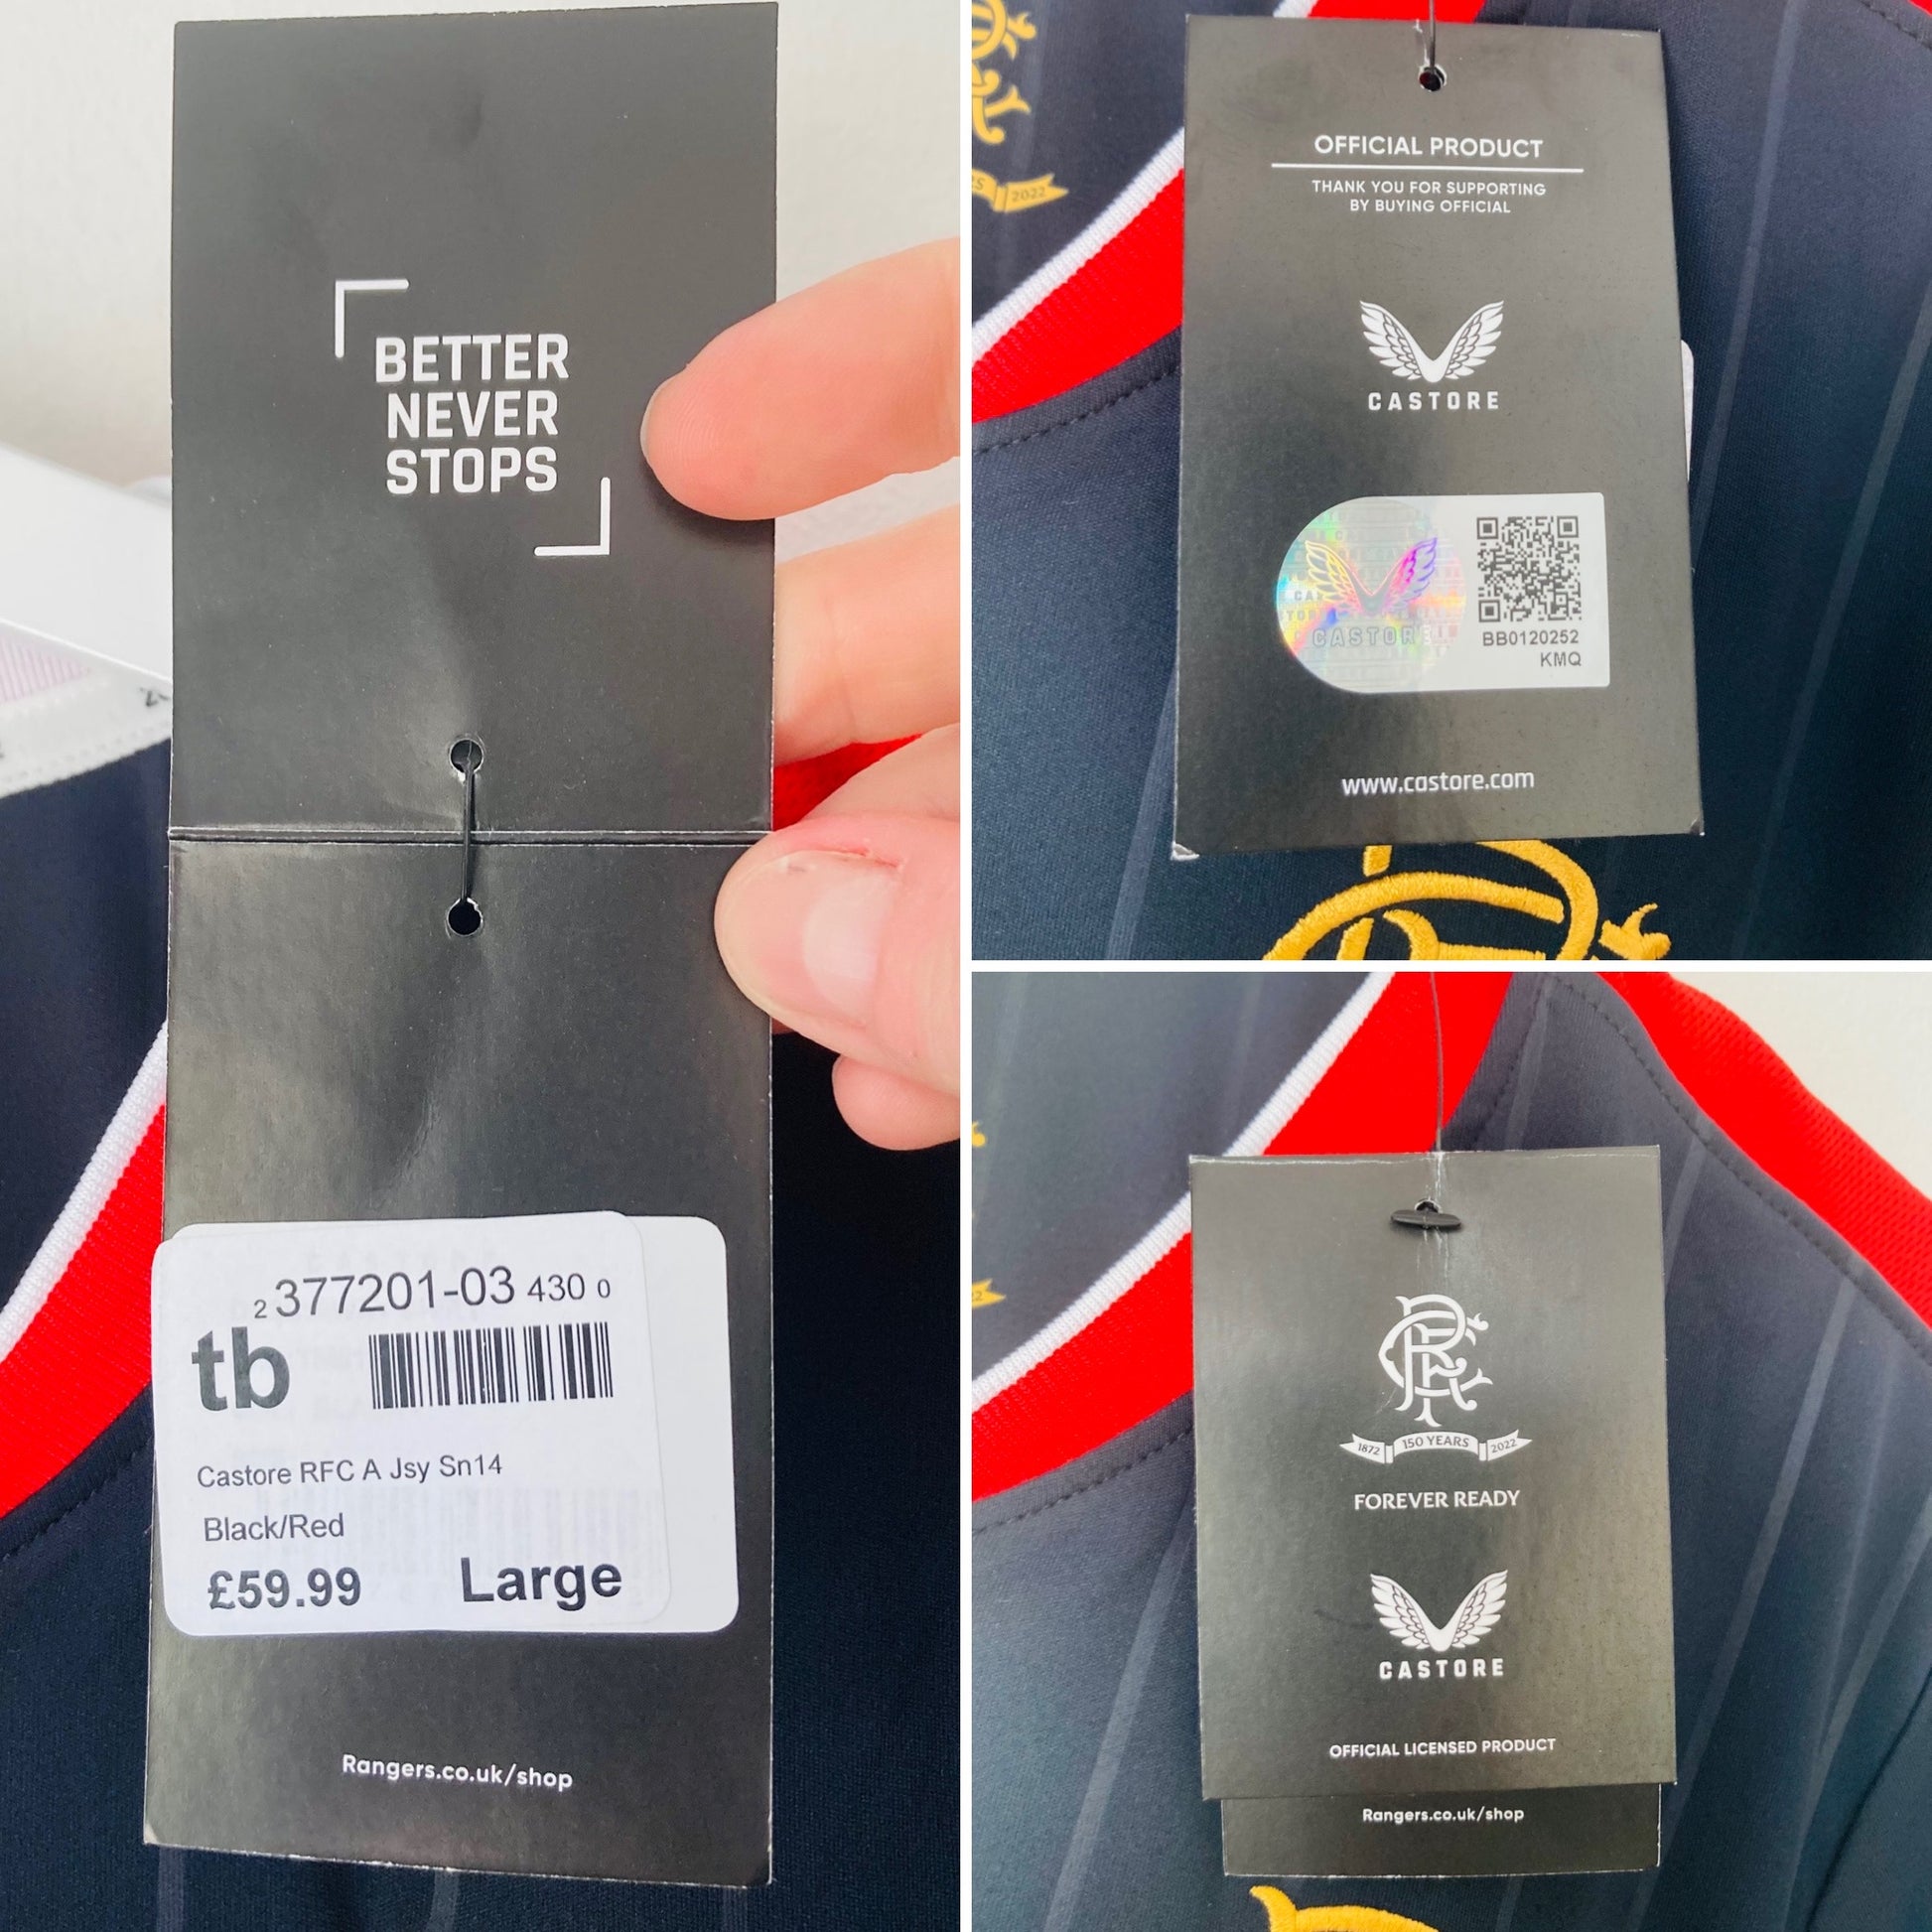 BETTER
NEVER
STOPS
2 377201-03 430 0
tb
Castore RFC A Jsy Sn14
Black/Red
£59.99 Large
Rangers.co.uk/shop
2022
OFFICIAL PRODUCT
THANK YOU FOR SUPPORTING
BY BUYING OFFICIAL
CASTORE
CASTORE
BB0120252
KMQ
www.castore.com
1872 150 YEARS 2022
FOREVER READY
CASTORE
OFFICIAL LICENSED PRODUCT
Rangers.co.uk/shop